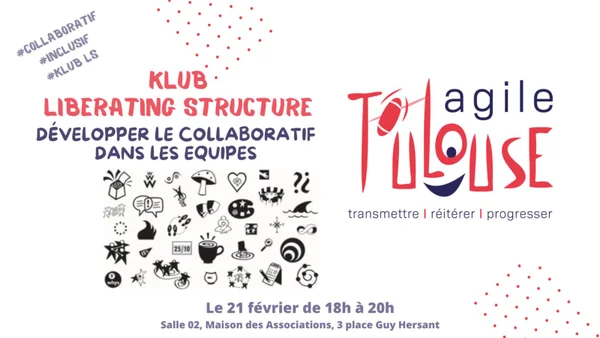 #COLLABORATIF
#INCLUSIF
#KLUB LS
KLUB
LIBERATING STRUCTURE
DÉVELOPPER LE COLLABORATIF
DANS LES EQUIPES
25/10
agile
TOULOUSE
transmettre I réitérer I progresser
Le 21 février de 18h à 20h
Salle 02, Maison des Associations, 3 place Guy Hersant